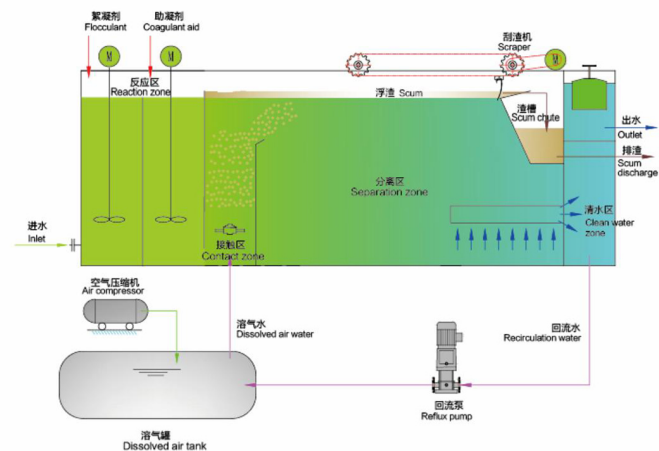 絮凝剂
Flocculant
助凝剂
Coagulant aid
刮渣机
Scraper
M
M
M
反应区
Reaction zone
浮渣 Scum
渣槽
Scum chute
出水
Outlet
排渣
Scum
discharge
分离区
Separation zone
清水区
Clean water
zone
进水
Inlet
接触区
Contact zone
空气压缩机
Air compressor
溶气水
Dissolved air water
回流水
Recirculation water
回流泵
Reflux pump
溶气罐
Dissolved air tank